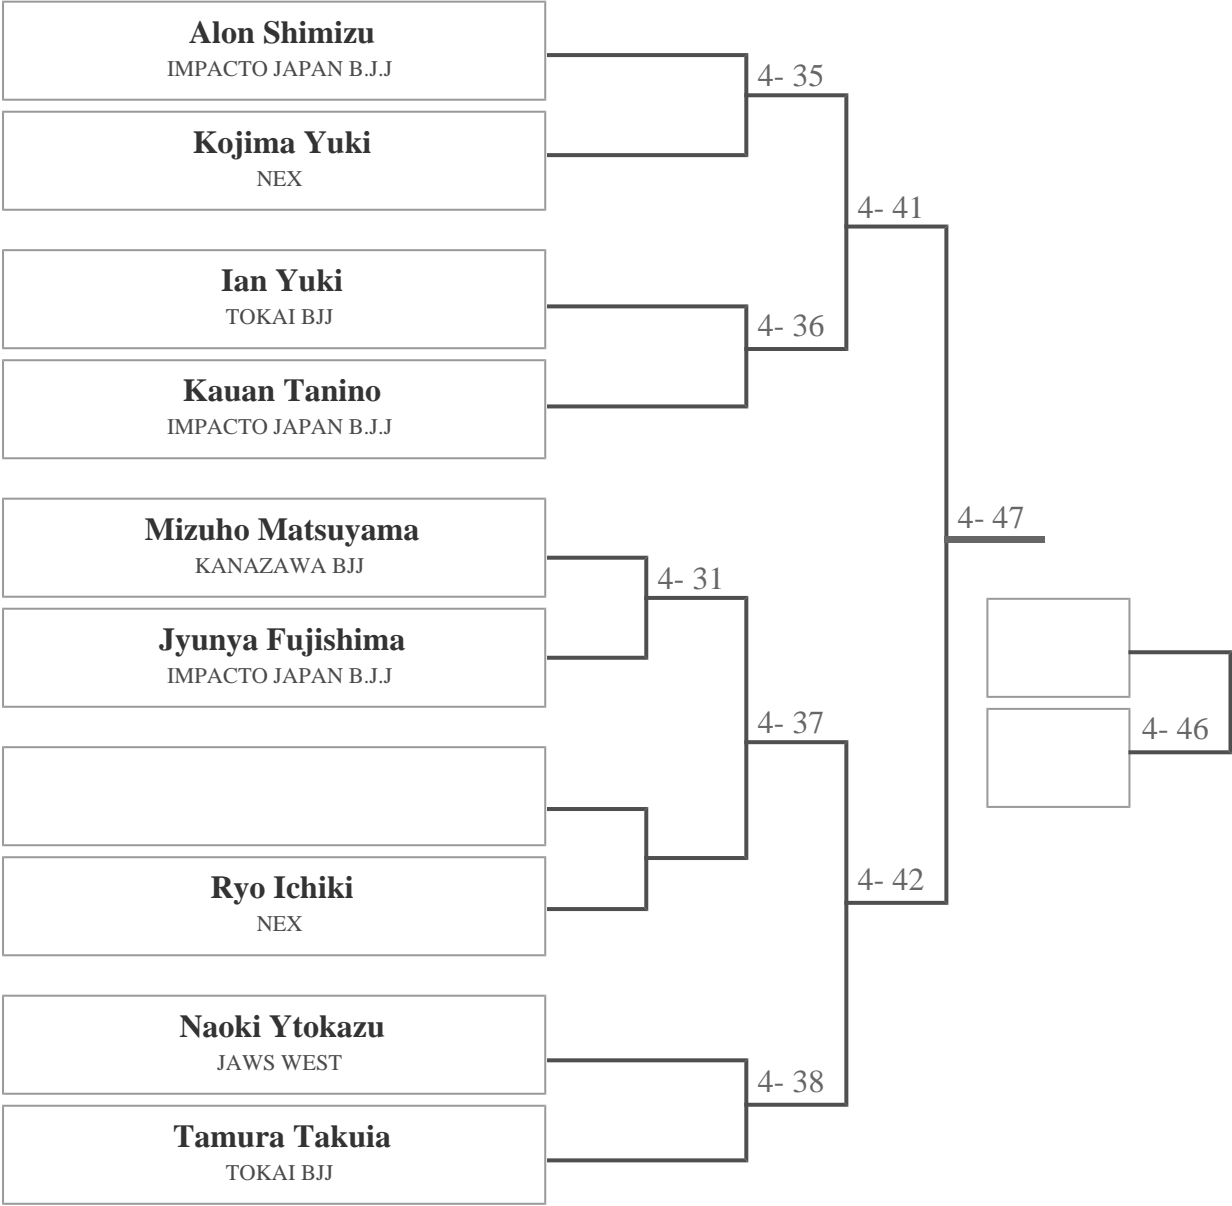 Alon Shimizu
IMPACTO JAPAN B.J.J
4- 35
Kojima Yuki
NEX
4- 41
Ian Yuki
TOKAI BJJ
4- 36
Kauan Tanino
IMPACTO JAPAN B.J.J
Mizuho Matsuyama
KANAZAWA BJJ
4- 47
4- 31
Jyunya Fujishima
IMPACTO JAPAN B.J.J
4- 37
4- 46
Ryo Ichiki
NEX
4- 42
Naoki Ytokazu
JAWS WEST
4- 38
Tamura Takuia
TOKAI BJJ